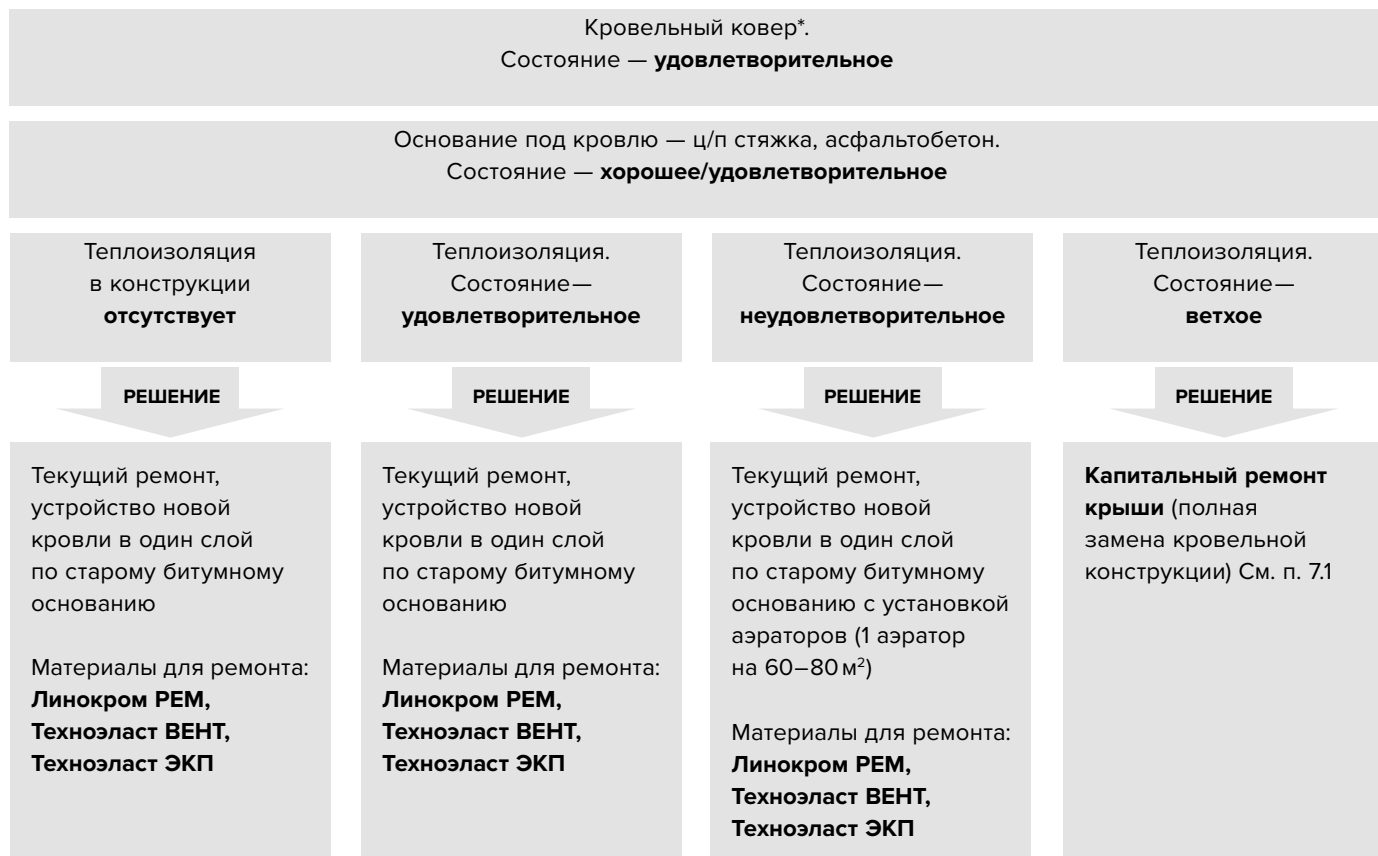 Кровельный ковер*.
Состояние — удовлетворительное
Основание под кровлю — ц/п стяжка, асфальтобетон.
Состояние — хорошее/удовлетворительное
Теплоизоляция
в конструкции
отсутствует
РЕШЕНИЕ
Текущий ремонт,
устройство новой
кровли в один слой
по старому битумному
основанию
Материалы для ремонта:
Линокром РЕМ,
Техноэласт ВЕНТ,
Техноэласт ЭКП
Теплоизоляция.
Состояние—
удовлетворительное
РЕШЕНИЕ
Текущий ремонт,
устройство новой
кровли в один слой
по старому битумному
основанию
Материалы для ремонта:
Линокром РЕМ,
Техноэласт ВЕНТ,
Техноэласт ЭКП
Теплоизоляция.
Состояние—
неудовлетворительное
РЕШЕНИЕ
Текущий ремонт,
устройство новой
кровли в один слой
по старому битумному
основанию с установкой
аэраторов (1 аэратор
на 60–80 м²)
Материалы для ремонта:
Линокром РЕМ,
Техноэласт ВЕНТ,
Техноэласт ЭКП
Теплоизоляция.
Состояние—
ветхое
РЕШЕНИЕ
Капитальный ремонт
крыши (полная
замена кровельной
конструкции) См. п. 7.1